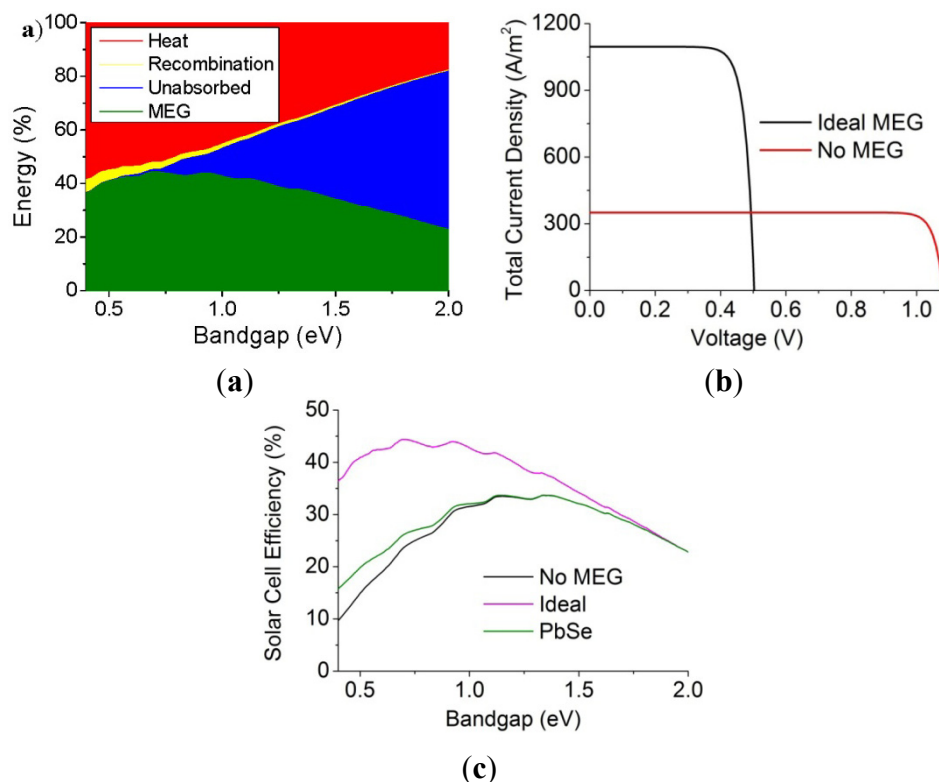 a)
100
80
60
40
20
0
Energy (%)
Heat
Recombination
Unabsorbed
MEG
0.5 1.0 1.5 2.0
Bandgap (eV)
(a)
1200
900
600
300
0
Total Current Density (A/m²)
Ideal MEG
No MEG
0.0 0.2 0.4 0.6 0.8 1.0
Voltage (V)
(b)
50
40
30
20
10
0
Solar Cell Efficiency (%)
No MEG
Ideal
PbSe
0.5 1.0 1.5 2.0
Bandgap (eV)
(c)